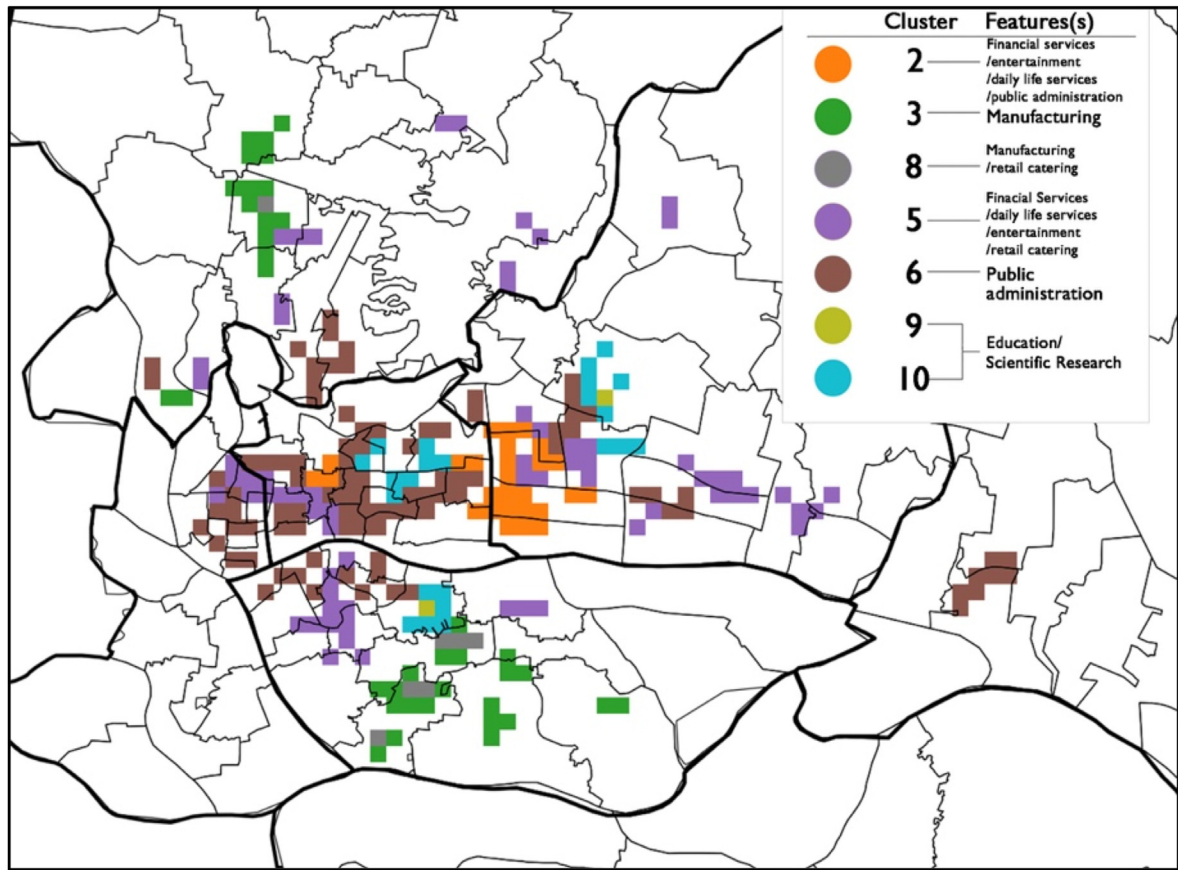 Cluster Features(s)
2 Financial services
/entertainment
/daily life services
/public administration
3 Manufacturing
8 Manufacturing
/retail catering
5 Finacial Services
/daily life services
/entertainment
/retail catering
6 Public
administration
9
Education/
Scientific Research
10